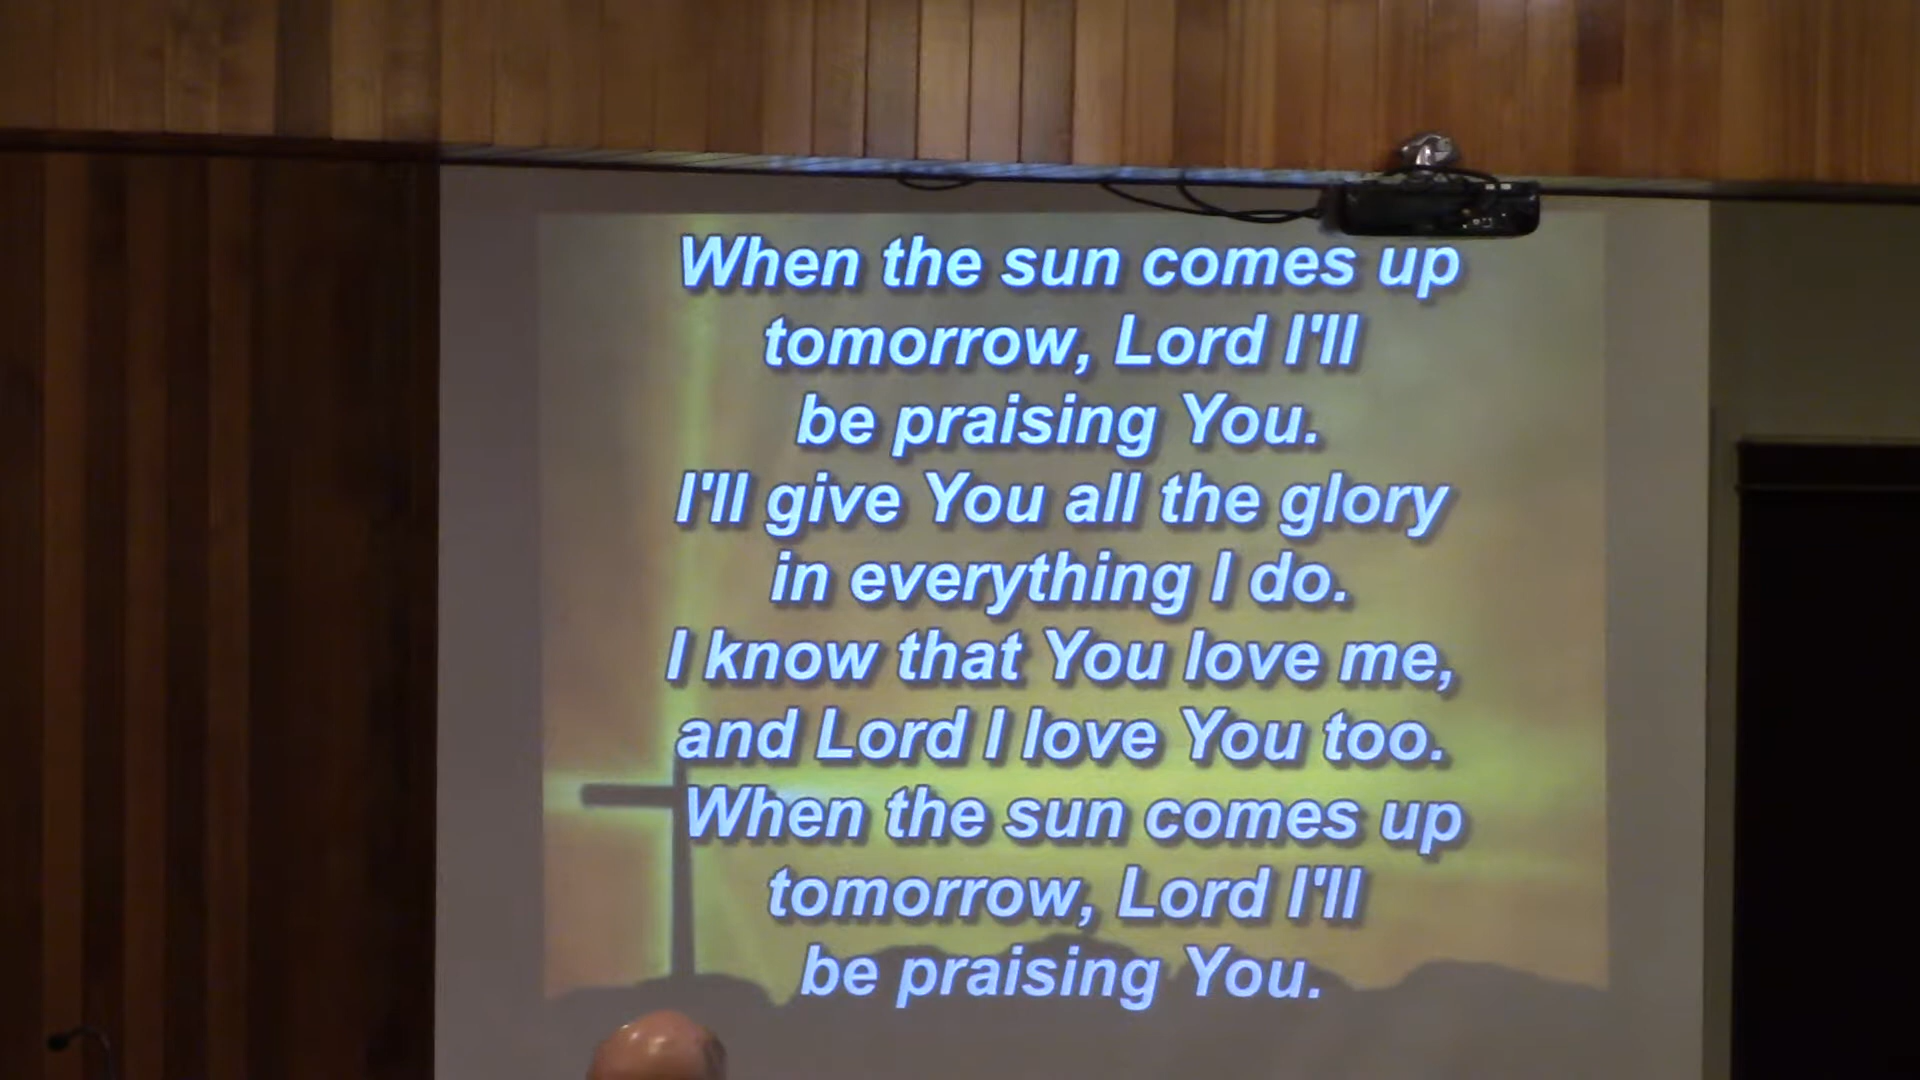 When the sun comes up
tomorrow, Lord I'll
be praising You.
I'll give You all the glory
in everything I do.
I know that You love me,
and Lord I love You too.
When the sun comes up
tomorrow, Lord I'll
be praising You.